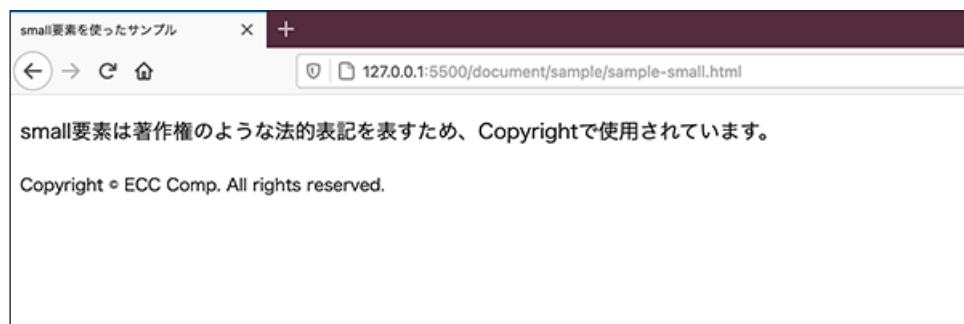 small要素を使ったサンプル
127.0.0.1:5500/document/sample/sample-small.html
small要素は著作権のような法的表記を表すため、Copyrightで使用されています。
Copyright © ECC Comp. All rights reserved.